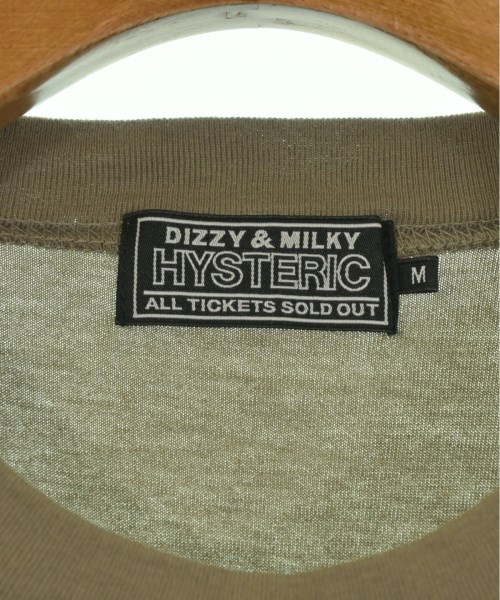 DIZZY & MILKY
HYSTERIC
ALL TICKETS SOLD OUT
M